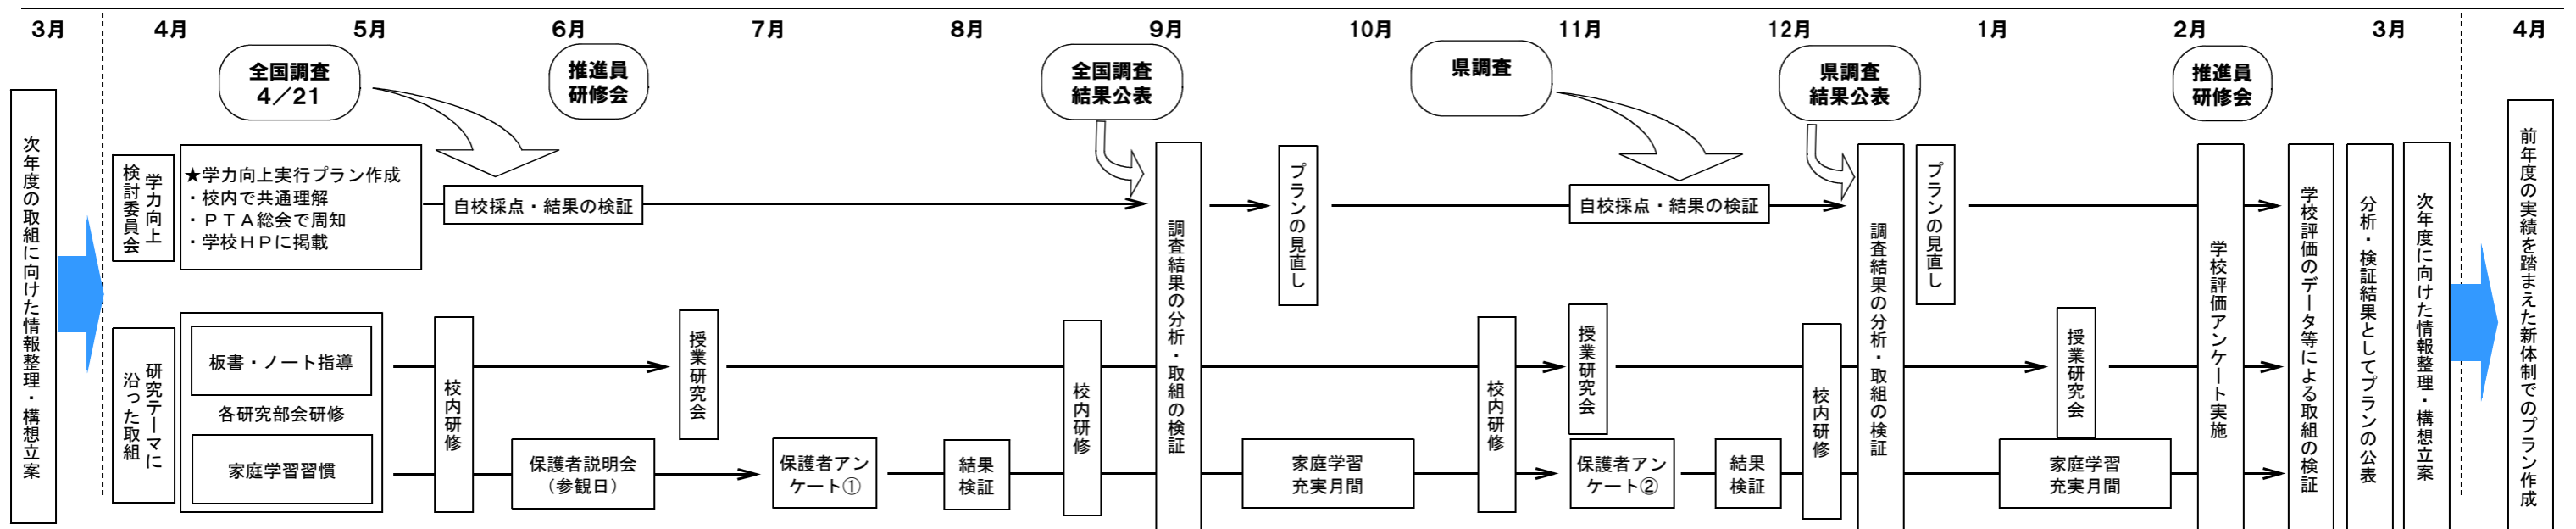 3月
4月
5月
6月
7月
8月
9月
10月
11月
12月
1月
2月
3月
4月
全国調査
4／21
推進員
研修会
全国調査
結果公表
県調査
県調査
結果公表
推進員
研修会
次年度の取組に向けた情報整理・構想立案
学力向上
検討委員会
★学力向上実行プラン作成
・校内で共通理解
・ＰＴＡ総会で周知
・学校ＨＰに掲載
自校採点・結果の検証
調査結果の分析・取組の検証
プランの見直し
自校採点・結果の検証
調査結果の分析・取組の検証
プランの見直し
学校評価アンケート実施
学校評価のデータ等による取組の検証
分析・検証結果としてプランの公表
次年度に向けた情報整理・構想立案
前年度の実績を踏まえた新体制でのプラン作成
研究テーマに
沿った取組
板書・ノート指導
各研究部会研修
家庭学習習慣
校内研修
保護者説明会
（参観日）
授業研究会
保護者アン
ケート①
結果
検証
校内研修
家庭学習
充実月間
校内研修
授業研究会
保護者アン
ケート②
結果
検証
校内研修
授業研究会
家庭学習
充実月間